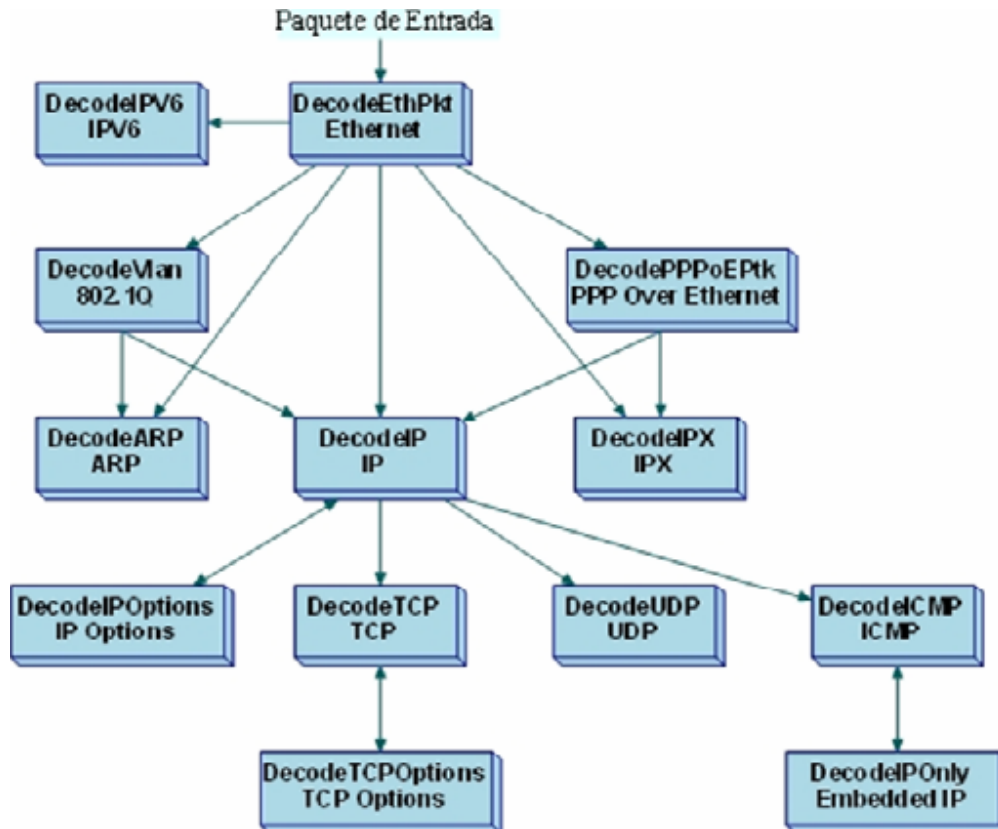 Paquete de Entrada
DecodeIPV6
IPV6
DecodeEthPkt
Ethernet
DecodeVlan
802.1Q
DecodePPPoEPtk
PPP Over Ethernet
DecodeARP
ARP
DecodeIP
IP
DecodeIPX
IPX
DecodeIPOptions
IP Options
DecodeTCP
TCP
DecodeUDP
UDP
DecodeICMP
ICMP
DecodeTCPOptions
TCP Options
DecodeIPOnly
Embedded IP